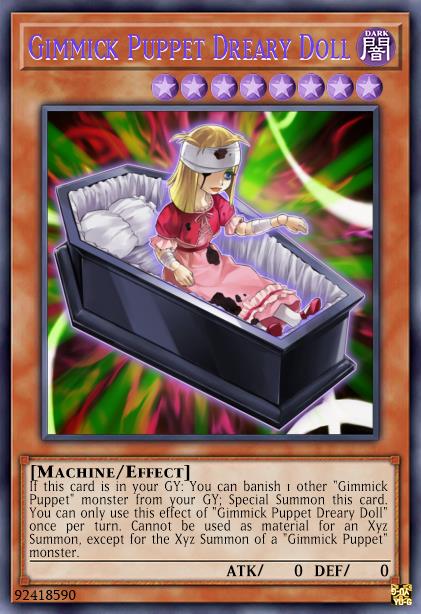 GIMMICK PUPPET DREARY DOLL
DARK
闇
[MACHINE/EFFECT]
If this card is in your GY: You can banish 1 other "Gimmick
Puppet" monster from your GY; Special Summon this card.
You can only use this effect of "Gimmick Puppet Dreary Doll"
once per turn. Cannot be used as material for an Xyz
Summon, except for the Xyz Summon of a "Gimmick Puppet"
monster.
ATK/ 0 DEF/ 0
92418590